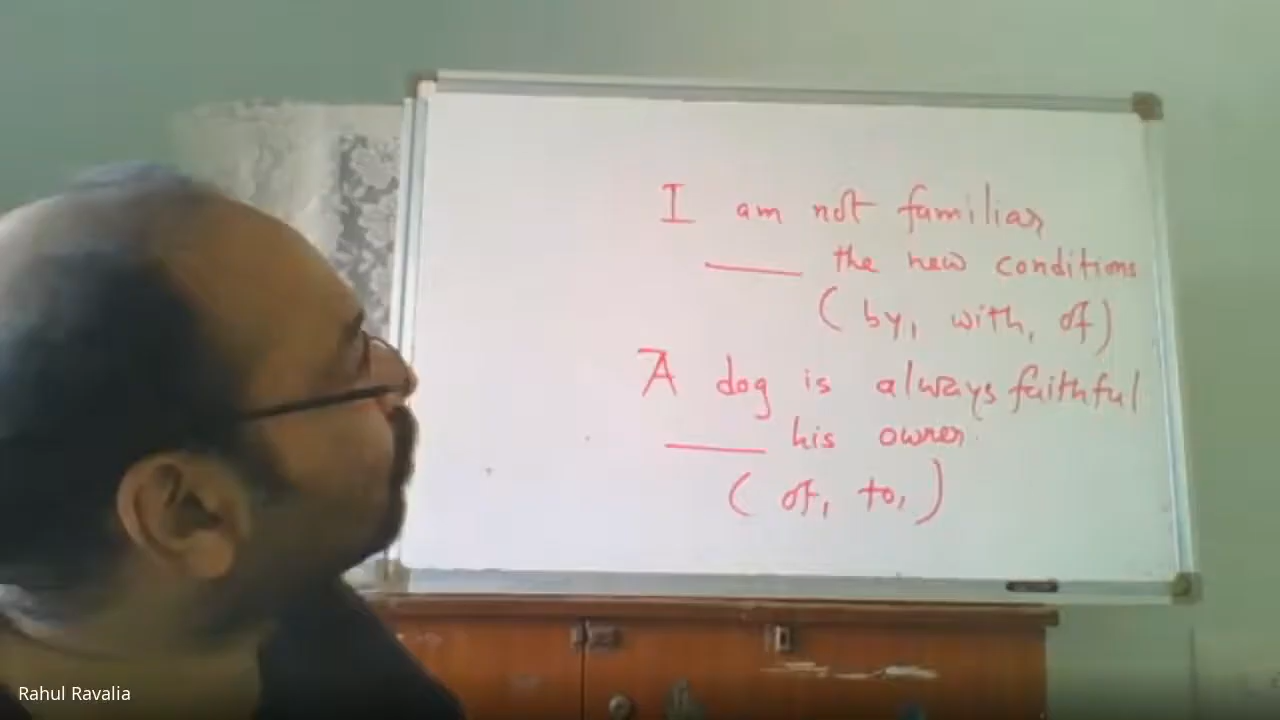 I am not familiar
____ the new conditions
(by, with, of)
A dog is always faithful
____ his owner.
(of, to,)
Rahul Ravalia